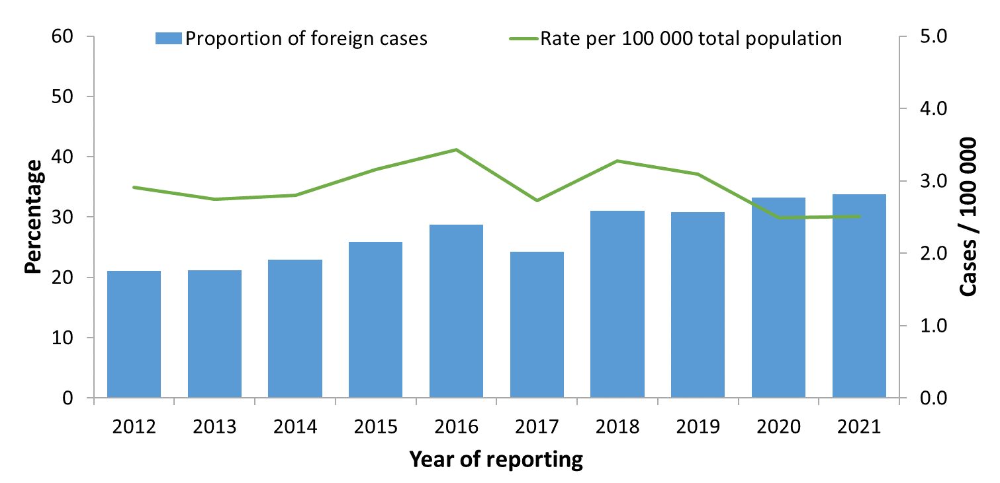 Proportion of foreign cases
Rate per 100 000 total population
60
50
40
30
20
10
0
Percentage
5.0
4.0
3.0
2.0
1.0
0.0
Cases / 100 000
2012 2013 2014 2015 2016 2017 2018 2019 2020 2021
Year of reporting